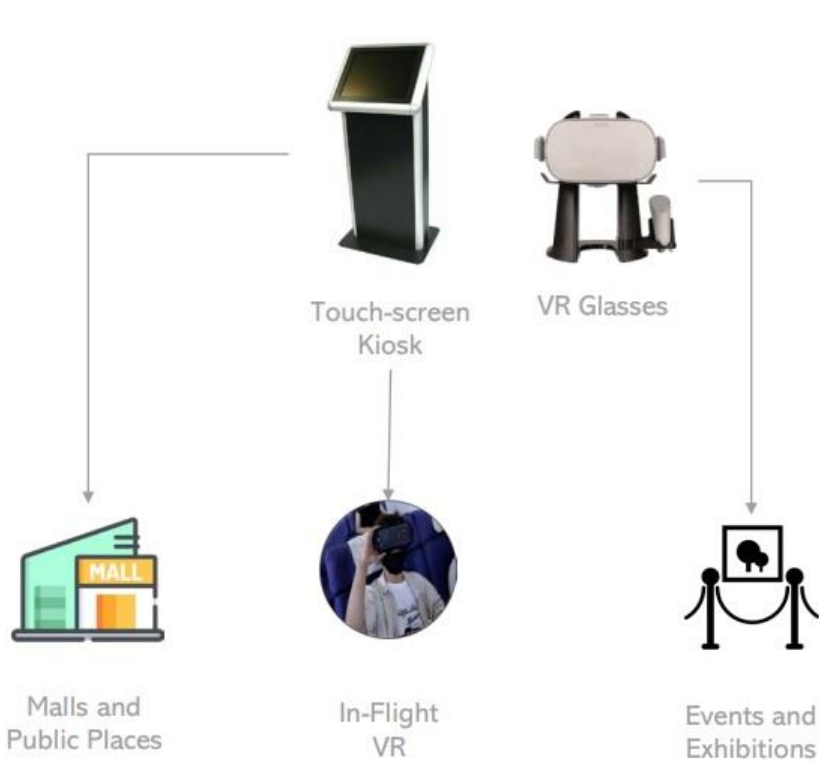 Touch-screen
Kiosk
VR Glasses
MALL
Malls and
Public Places
In-Flight
VR
Events and
Exhibitions